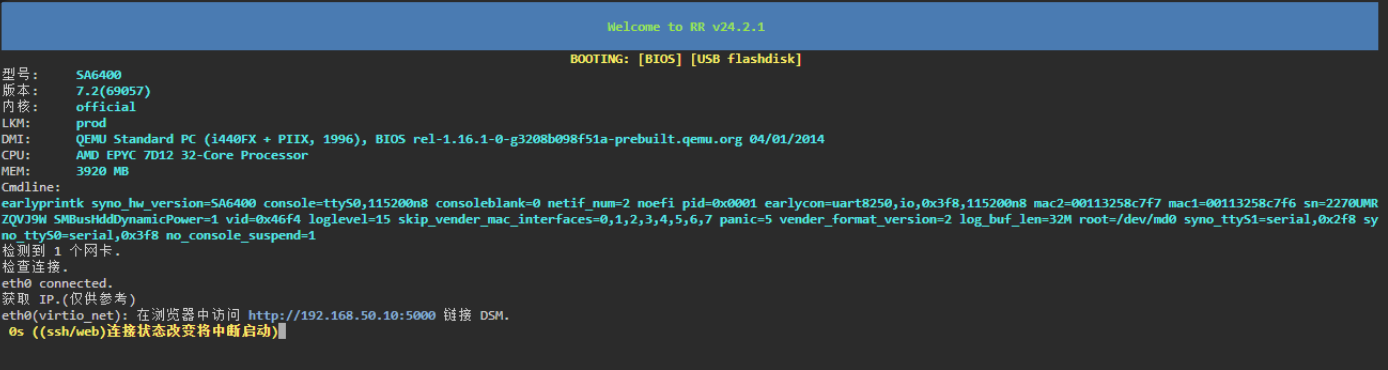 Welcome to RR v24.2.1
BOOTING: [BIOS] [USB flashdisk]
型号: SA6400
版本: 7.2(69057)
内核: official
LKM: prod
DMI: QEMU Standard PC (i440FX + PIIX, 1996), BIOS rel-1.16.1-0-g3208b098f51a-prebuilt.qemu.org 04/01/2014
CPU: AMD EPYC 7D12 32-Core Processor
MEM: 3920 MB
Cmdline:
earlyprintk syno_hw_version=SA6400 console=ttyS0,115200n8 consoleblank=0 netif_num=2 noefi pid=0x0001 earlycon=uart8250,io,0x3f8,115200n8 mac2=00113258c7f7 mac1=00113258c7f6 sn=2270UMR
ZQVJ9W SMBusHddDynamicPower=1 vid=0x46f4 loglevel=15 skip_vender_mac_interfaces=0,1,2,3,4,5,6,7 panic=5 vender_format_version=2 log_buf_len=32M root=/dev/md0 syno_ttyS1=serial,0x2f8 sy
no_ttyS0=serial,0x3f8 no_console_suspend=1
检测到 1 个网卡.
检查连接.
eth0 connected.
获取 IP.(仅供参考)
eth0(virtio_net): 在浏览器中访问 http://192.168.50.10:5000 链接 DSM.
0s ((ssh/web)连接状态改变将中断启动)